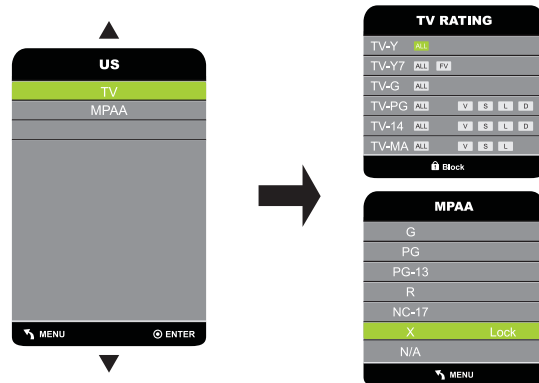 US
TV
MPAA
MENU ENTER
TV RATING
TV-Y ALL
TV-Y7 ALL FV
TV-G ALL
TV-PG ALL V S L D
TV-14 ALL V S L D
TV-MA ALL V S L
Block
MPAA
G
PG
PG-13
R
NC-17
X Lock
N/A
MENU